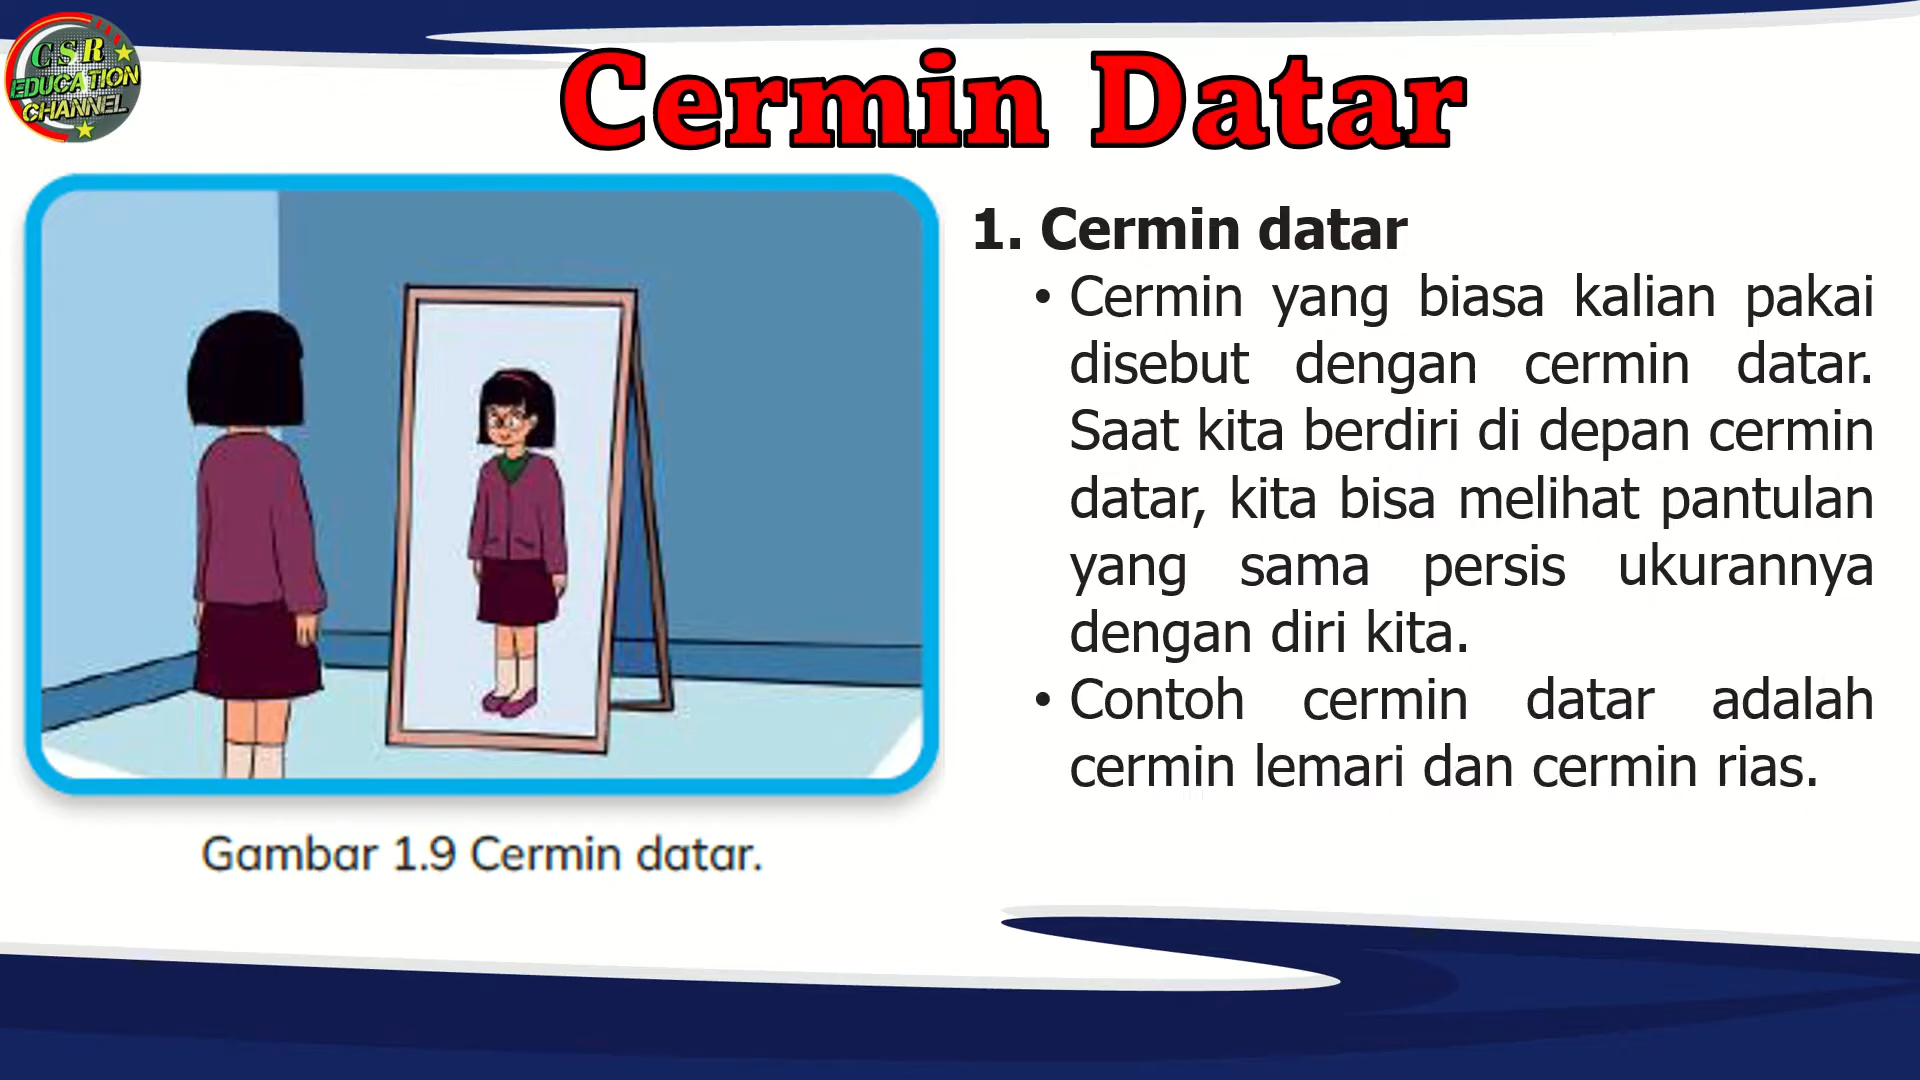 CSR
EDUCATION
CHANNEL
Cermin Datar
1. Cermin datar
• Cermin yang biasa kalian pakai
disebut dengan cermin datar.
Saat kita berdiri di depan cermin
datar, kita bisa melihat pantulan
yang sama persis ukurannya
dengan diri kita.
• Contoh cermin datar adalah
cermin lemari dan cermin rias.
Gambar 1.9 Cermin datar.